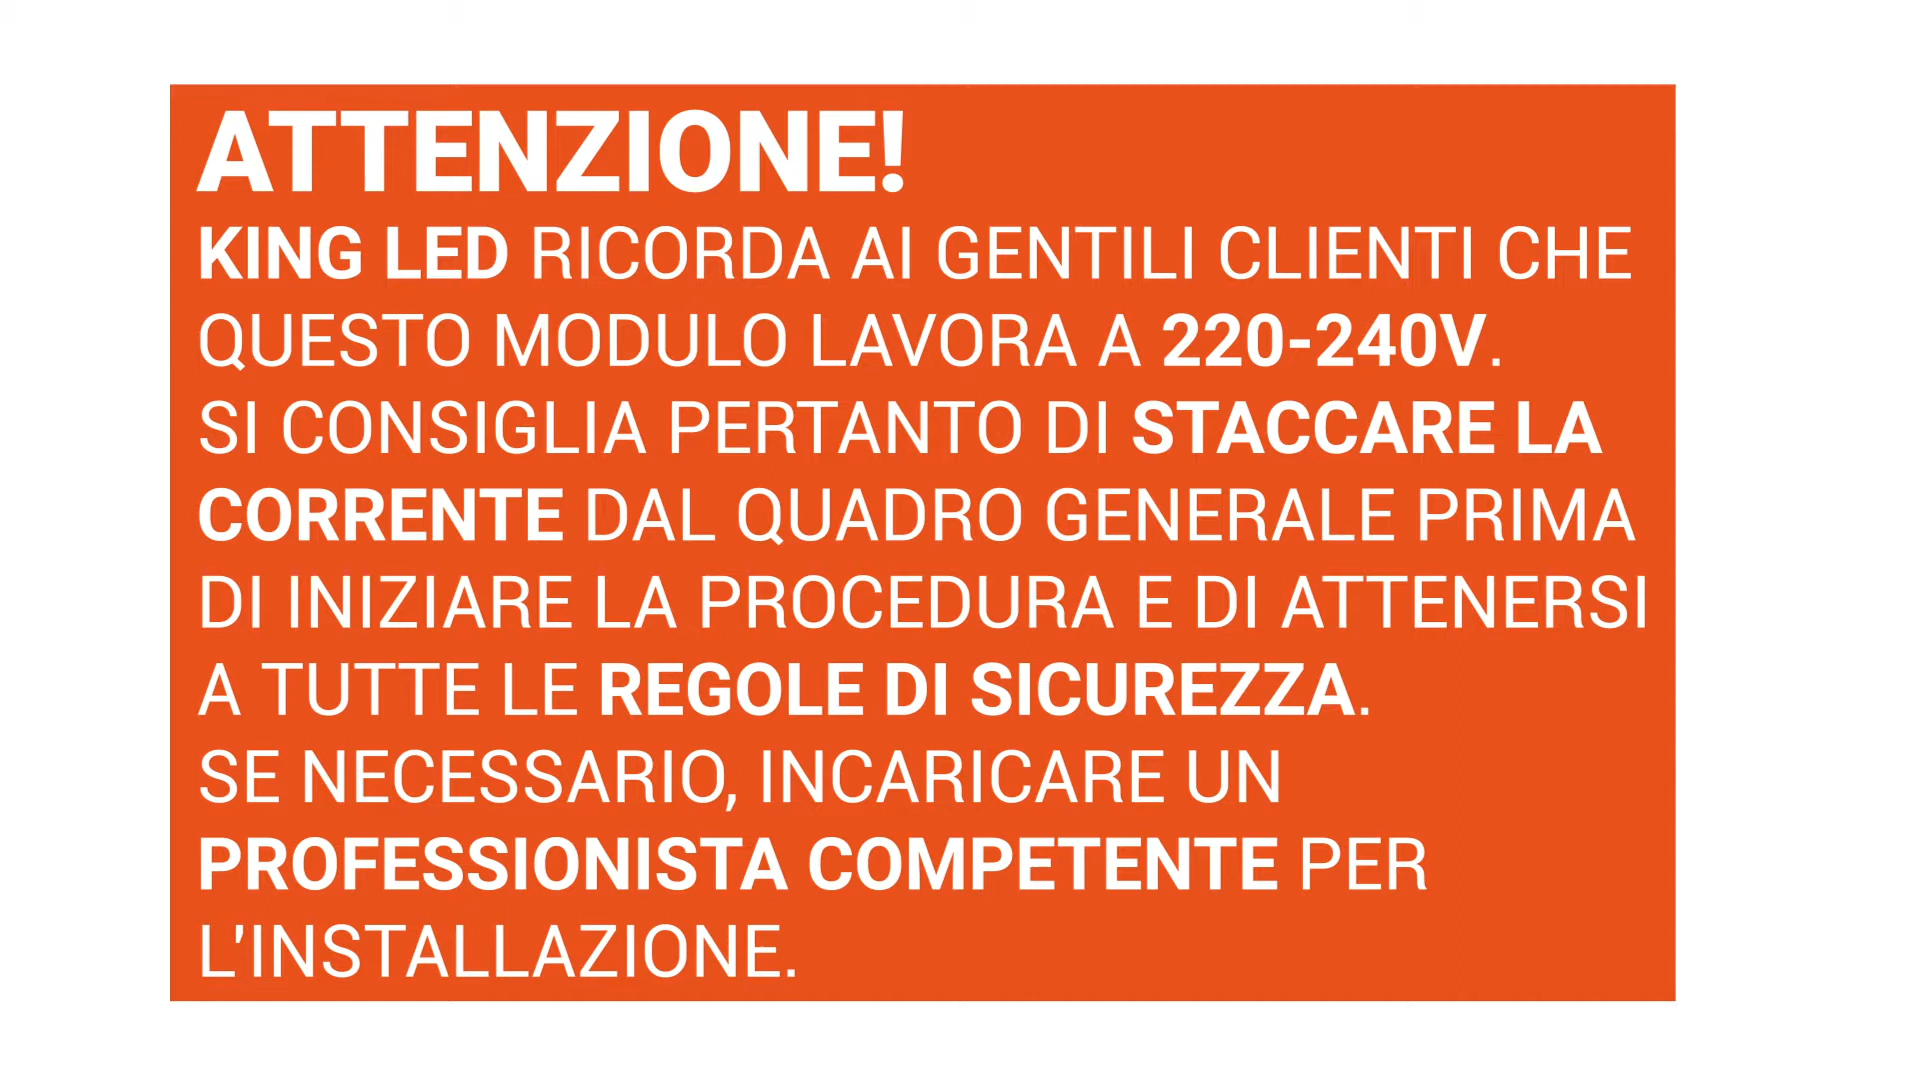 ATTENZIONE!
KING LED RICORDA AI GENTILI CLIENTI CHE
QUESTO MODULO LAVORA A 220-240V.
SI CONSIGLIA PERTANTO DI STACCARE LA
CORRENTE DAL QUADRO GENERALE PRIMA
DI INIZIARE LA PROCEDURA E DI ATTENERSI
A TUTTE LE REGOLE DI SICUREZZA.
SE NECESSARIO, INCARICARE UN
PROFESSIONISTA COMPETENTE PER
L'INSTALLAZIONE.